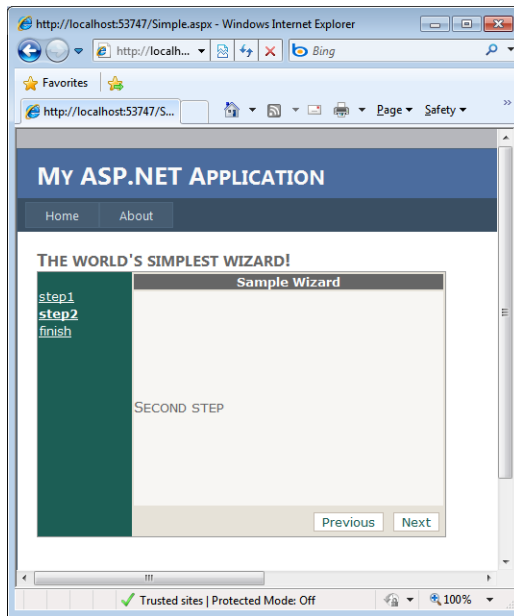 http://localhost:53747/Simple.aspx - Windows Internet Explorer
http://localh...
Bing
Favorites
http://localhost:53747/S...
Page
Safety
»
MY ASP.NET APPLICATION
Home
About
THE WORLD'S SIMPLEST WIZARD!
Sample Wizard
step1
step2
finish
SECOND STEP
Previous
Next
Trusted sites | Protected Mode: Off
100%